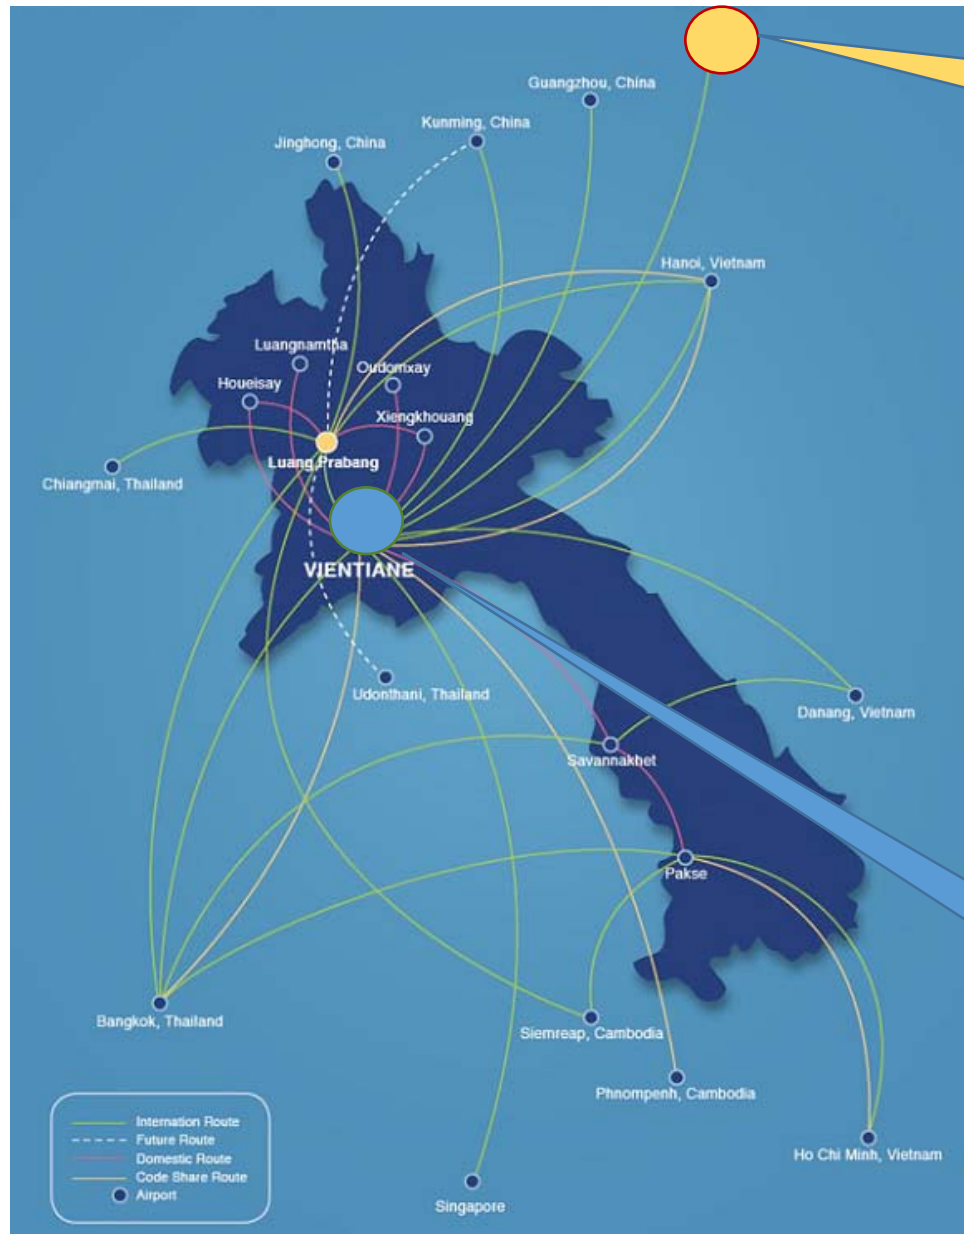 Guangzhou, China
Kunming, China
Jinghong, China
Hanoi, Vietnam
Luangnamtha
Oudomxay
Houeisay
Xiengkhouang
Luang Prabang
Chiangmai, Thailand
VIENTIANE
Udonthani, Thailand
Danang, Vietnam
Savannakhet
Pakse
Bangkok, Thailand
Siemreap, Cambodia
Phnompenh, Cambodia
Ho Chi Minh, Vietnam
Singapore
Internation Route
Future Route
Domestic Route
Code Share Route
Airport